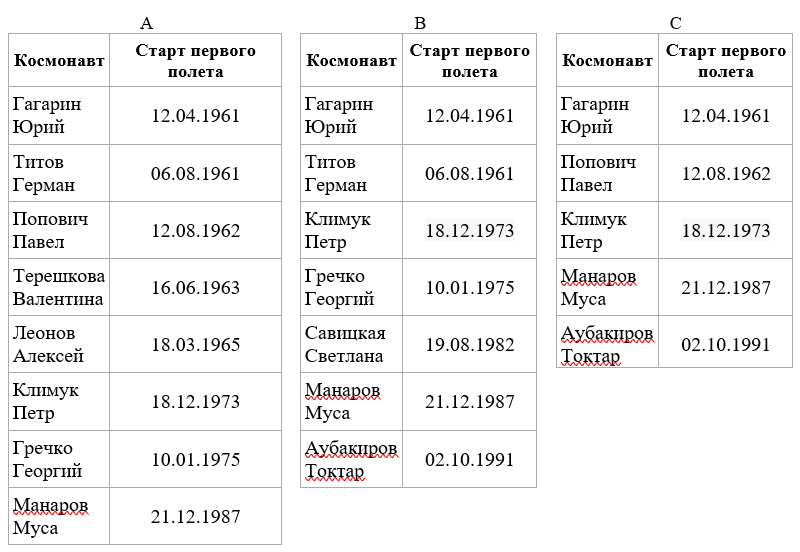 A
Космонавт
Старт первого
полета
Гагарин
Юрий
12.04.1961
Титов
Герман
06.08.1961
Попович
Павел
12.08.1962
Терешкова
Валентина
16.06.1963
Леонов
Алексей
18.03.1965
Климук
Петр
18.12.1973
Гречко
Георгий
10.01.1975
Манаров
Муса
21.12.1987
B
Космонавт
Старт первого
полета
Гагарин
Юрий
12.04.1961
Титов
Герман
06.08.1961
Климук
Петр
18.12.1973
Гречко
Георгий
10.01.1975
Савицкая
Светлана
19.08.1982
Манаров
Муса
21.12.1987
Аубакиров
Токтар
02.10.1991
C
Космонавт
Старт первого
полета
Гагарин
Юрий
12.04.1961
Попович
Павел
12.08.1962
Климук
Петр
18.12.1973
Манаров
Муса
21.12.1987
Аубакиров
Токтар
02.10.1991